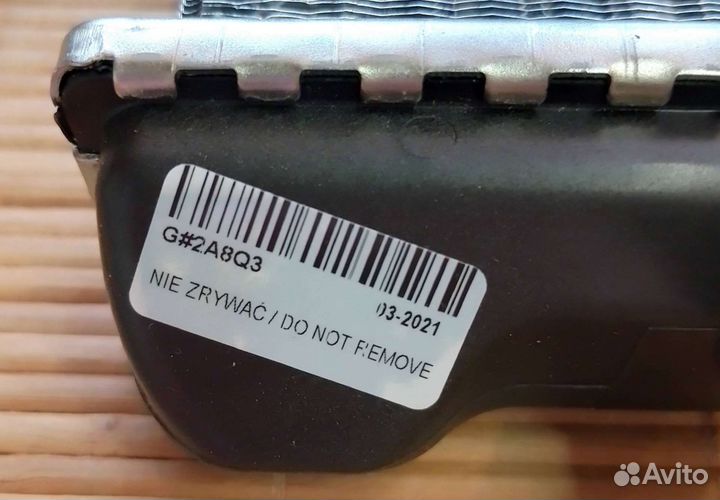 G#2A8Q3
03-2021
NIE ZRYWAĆ / DO NOT REMOVE
Avito